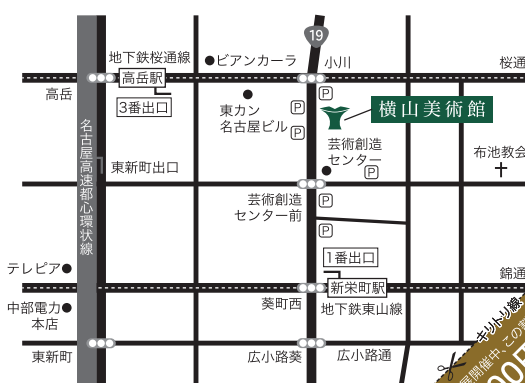 19
地下鉄桜通線
ビアンカーラ
小川
桜通
高岳駅
高岳
3番出口
P
東カン
名古屋ビル
P
P
横山美術館
名古屋高速都心環状線
東新町出口
芸術創造
センター
P
布池教会
芸術創造
センター前
P
P
1番出口
テレピア
新栄町駅
錦通
中部電力
本店
葵町西
地下鉄東山線
キリトリ線
東新町
広小路葵
広小路通
展開催中、この